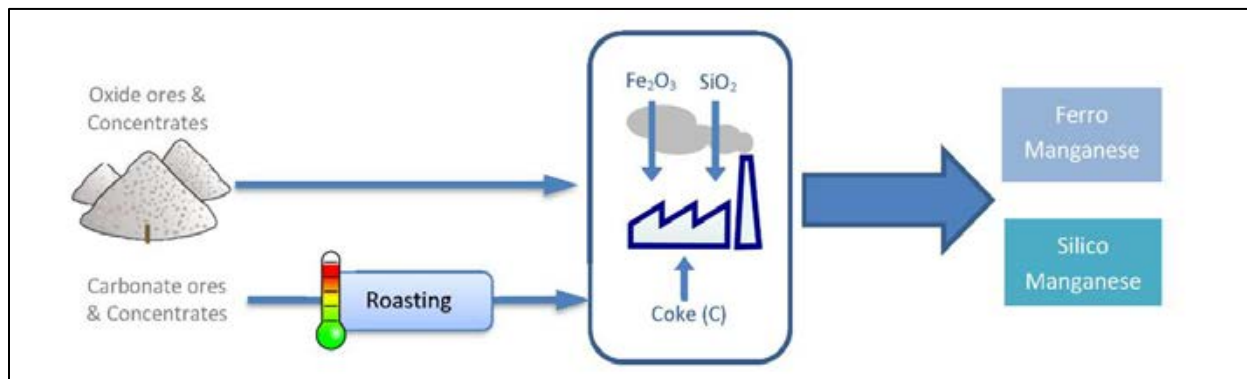 Oxide ores &
Concentrates
Carbonate ores
& Concentrates
Roasting
Fe₂O₃ SiO₂
Coke (C)
Ferro
Manganese
Silico
Manganese